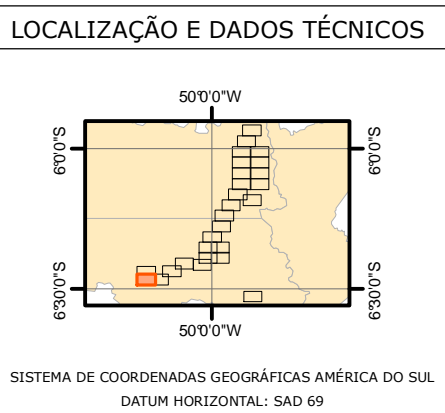 LOCALIZAÇÃO E DADOS TÉCNICOS
50°0'0"W
6°0'0"S
6°0'0"S
6°30'0"S
6°30'0"S
50°0'0"W
SISTEMA DE COORDENADAS GEOGRÁFICAS AMÉRICA DO SUL
DATUM HORIZONTAL: SAD 69